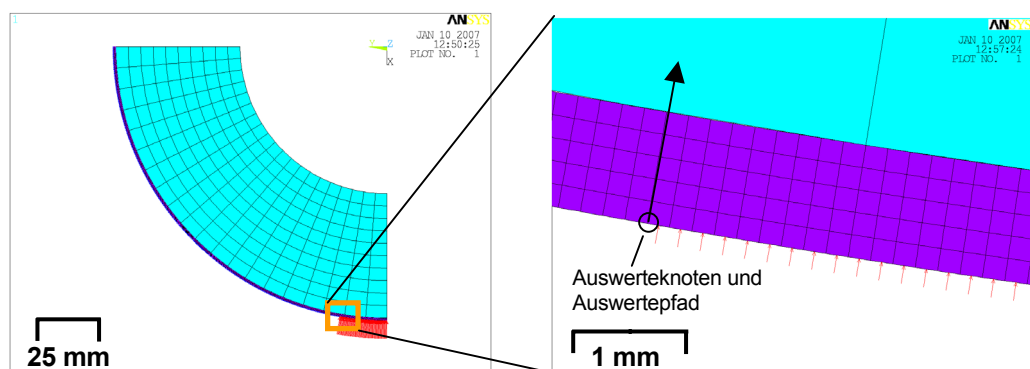 1
ANSYS
JAN 10 2007
12:50:25
PLOT NO. 1
Y Z
X
25 mm
ANSYS
JAN 10 2007
12:57:24
PLOT NO. 1
Auswerteknoten und
Auswertepfad
1 mm